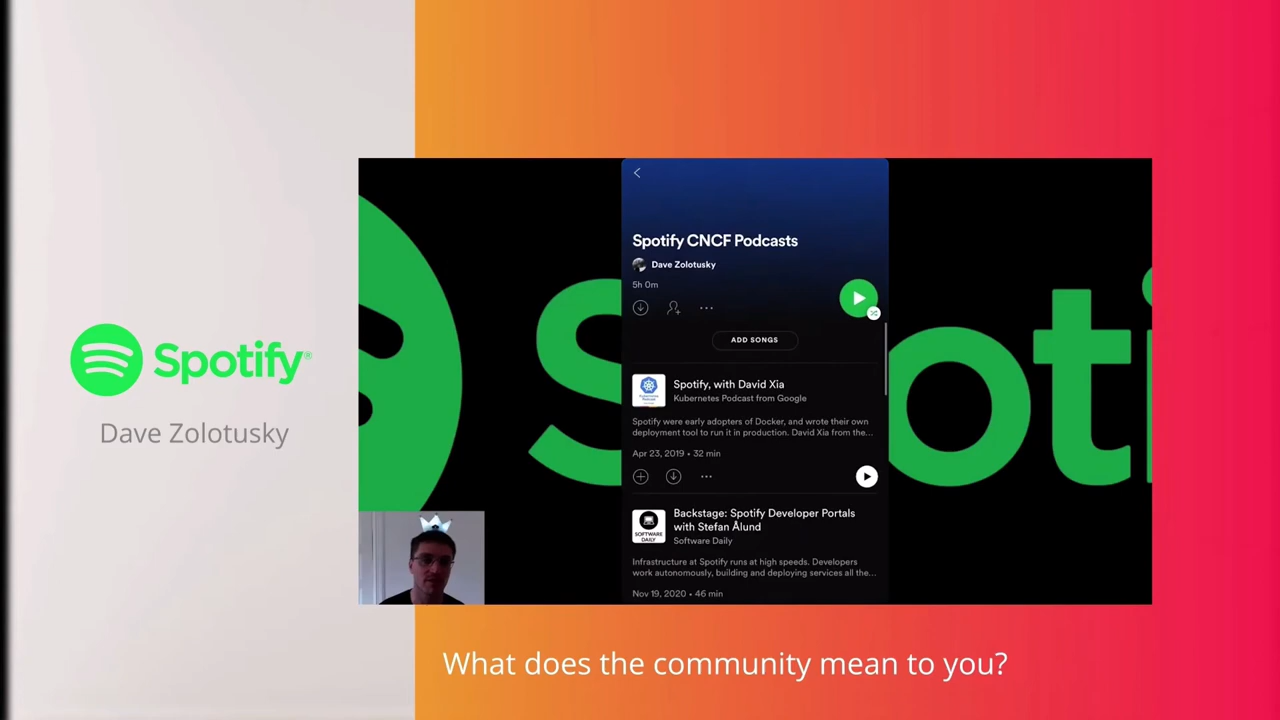 Spotify®
Dave Zolotusky
Spotify CNCF Podcasts
Dave Zolotusky
5h 0m
ADD SONGS
Spotify, with David Xia
Kubernetes Podcast from Google
Spotify were early adopters of Docker, and wrote their own
deployment tool to run it in production. David Xia from the...
Apr 23, 2019 • 32 min
Backstage: Spotify Developer Portals
with Stefan Ålund
Software Daily
SOFTWARE
DAILY
Infrastructure at Spotify runs at high speeds. Developers
work autonomously, building and deploying services all the...
Nov 19, 2020 • 46 min
What does the community mean to you?